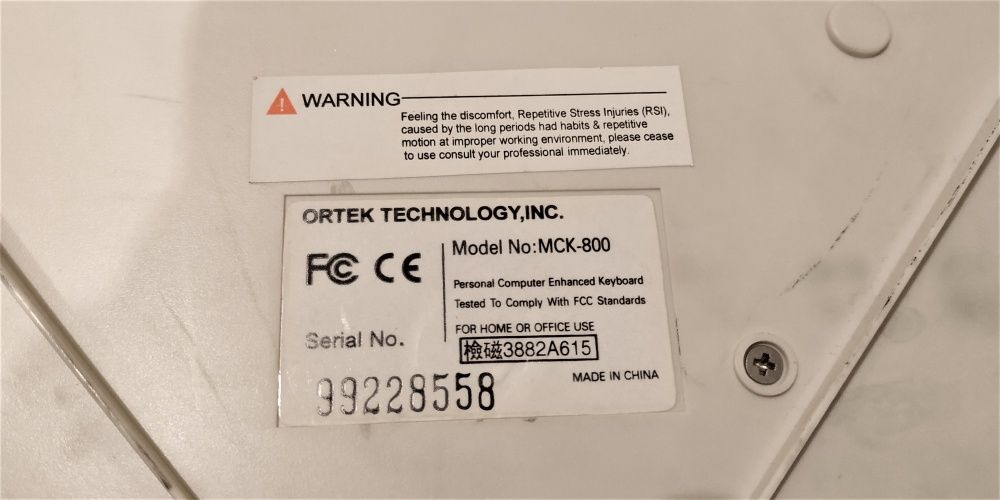 WARNING
Feeling the discomfort, Repetitive Stress Injuries (RSI),
caused by the long periods had habits & repetitive
motion at improper working environment, please cease
to use consult your professional immediately.
ORTEK TECHNOLOGY,INC.
FC CE
Model No:MCK-800
Personal Computer Enhanced Keyboard
Tested To Comply With FCC Standards
FOR HOME OR OFFICE USE
檢磁3882A615
Serial No.
99228558
MADE IN CHINA